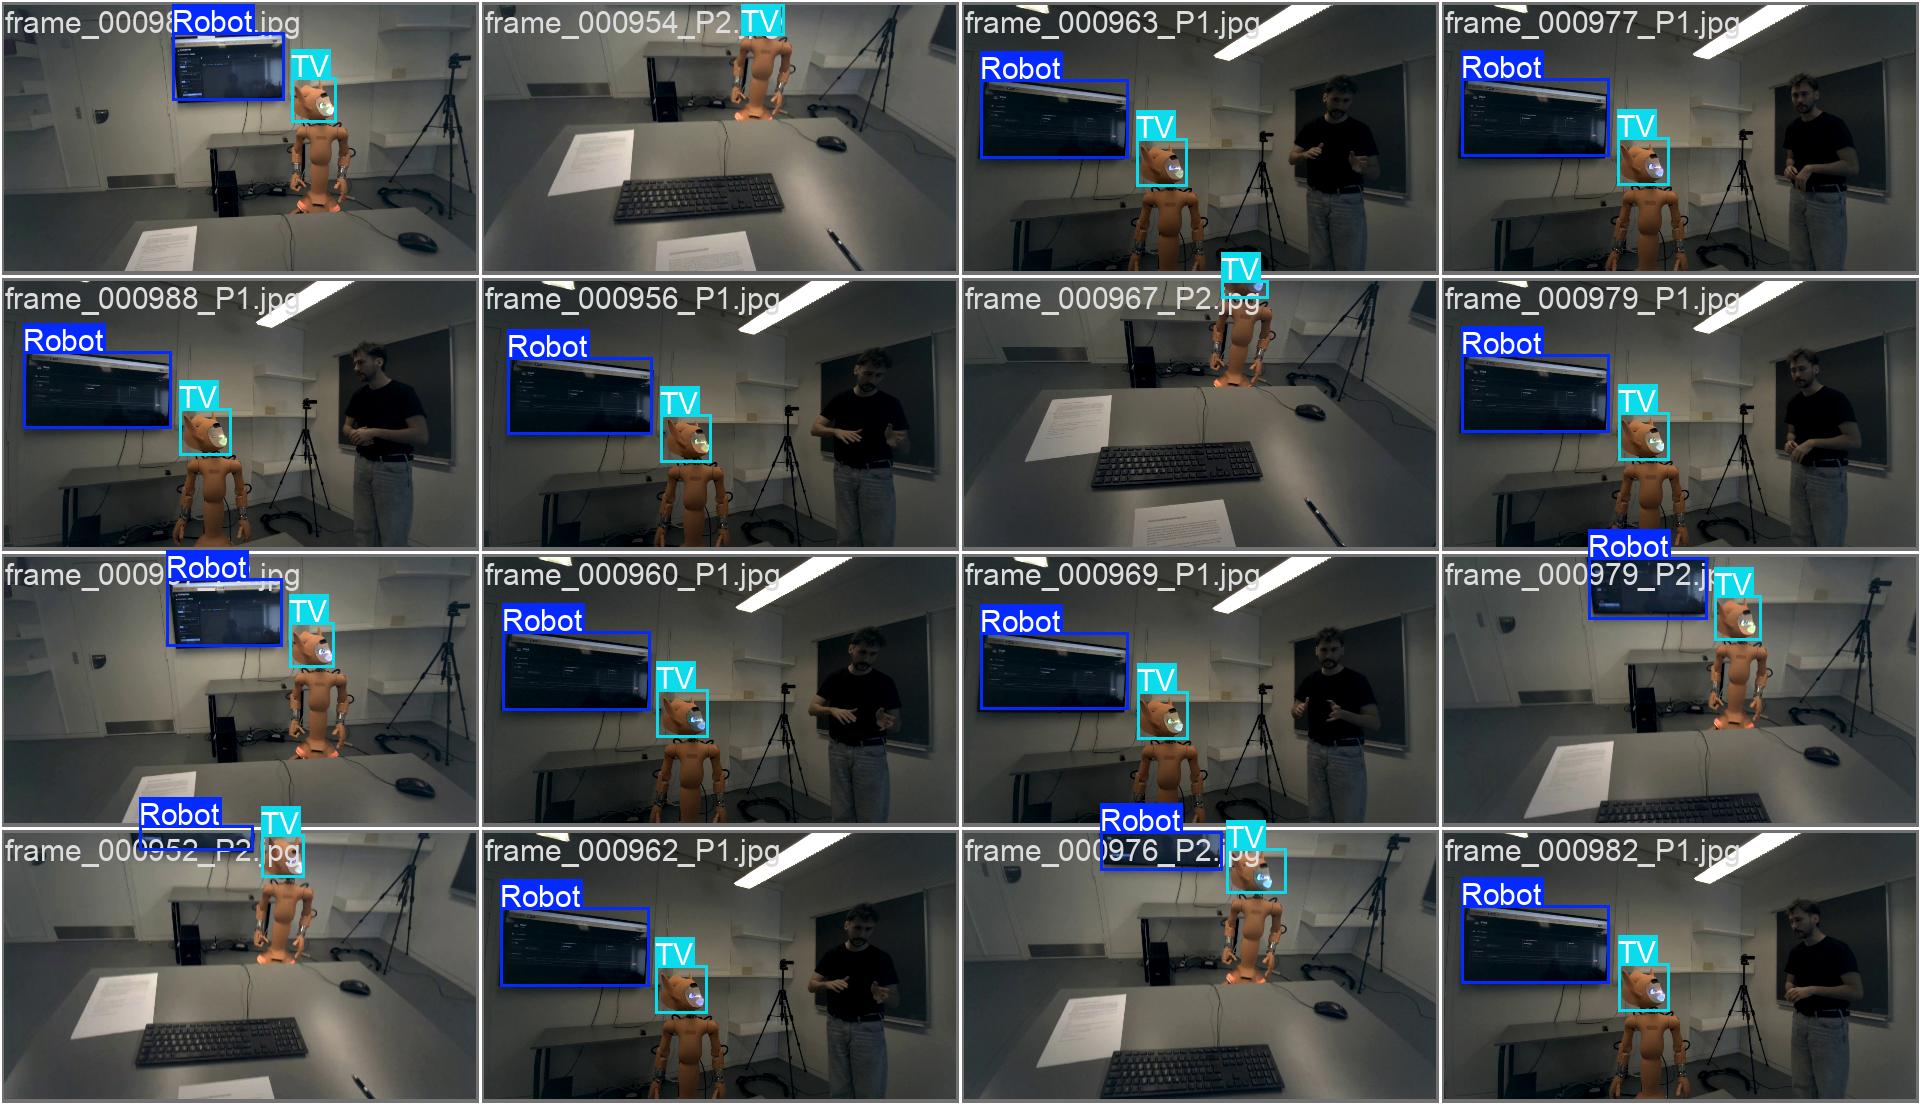 Robot
TV
frame_00098
.jpg
frame_000954_P2.
TV
frame_000963_P1.jpg
Robot
TV
frame_000977_P1.jpg
Robot
TV
frame_000988_P1.jpg
Robot
TV
frame_000956_P1.jpg
Robot
TV
frame_000967_P2.jpg
TV
frame_000979_P1.jpg
Robot
TV
frame_0009
.jpg
Robot
TV
frame_000960_P1.jpg
Robot
TV
frame_000969_P1.jpg
Robot
TV
frame_000979_P2.jp
Robot
TV
frame_000952_P2.jpg
Robot
TV
frame_000962_P1.jpg
Robot
TV
frame_000976_P2.jpg
Robot
TV
frame_000982_P1.jpg
Robot
TV